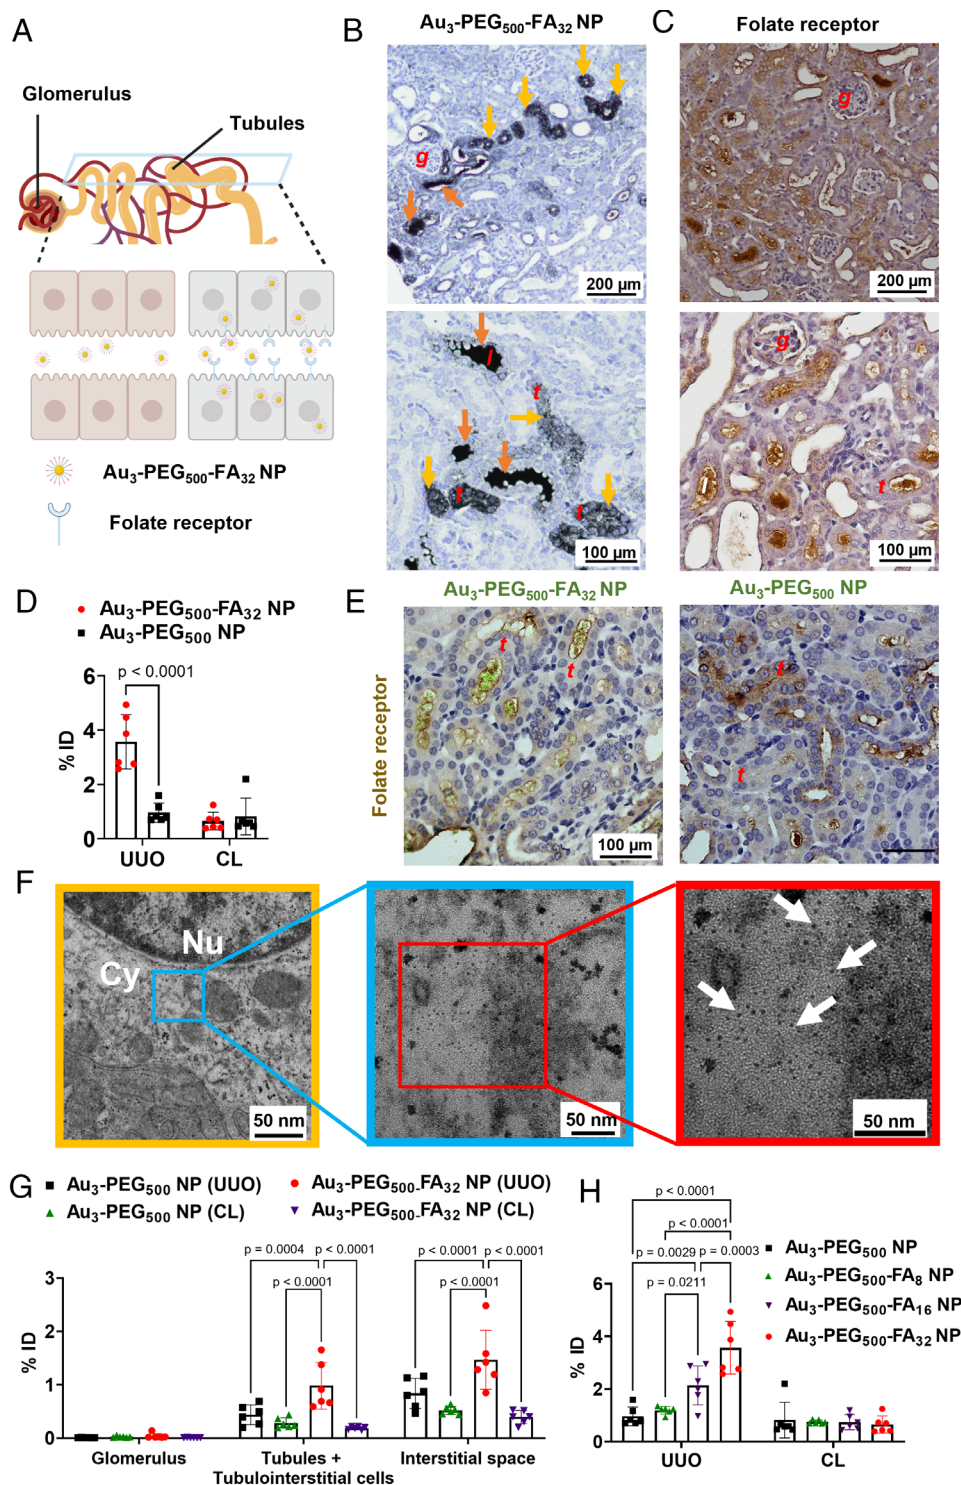 A
Glomerulus
Tubules
Au3-PEG500-FA32 NP
Folate receptor
B
Au3-PEG500-FA32 NP
g
200 µm
l
t
t
t
100 µm
C
Folate receptor
g
200 µm
g
t
100 µm
D
Au3-PEG500-FA32 NP
Au3-PEG500 NP
p < 0.0001
% ID
6
4
2
0
UUO
CL
E
Au3-PEG500-FA32 NP
Au3-PEG500 NP
Folate receptor
t
t
100 µm
t
t
F
Nu
Cy
50 nm
50 nm
50 nm
G
Au3-PEG500 NP (UUO)
Au3-PEG500-FA32 NP (UUO)
Au3-PEG500 NP (CL)
Au3-PEG500-FA32 NP (CL)
p = 0.0004
p < 0.0001
p < 0.0001
p < 0.0001
p < 0.0001
p < 0.0001
% ID
3
2
1
0
Glomerulus
Tubules +
Tubulointerstitial cells
Interstitial space
H
p < 0.0001
p < 0.0001
p = 0.0029
p = 0.0003
p = 0.0211
Au3-PEG500 NP
Au3-PEG500-FA8 NP
Au3-PEG500-FA16 NP
Au3-PEG500-FA32 NP
% ID
6
4
2
0
UUO
CL